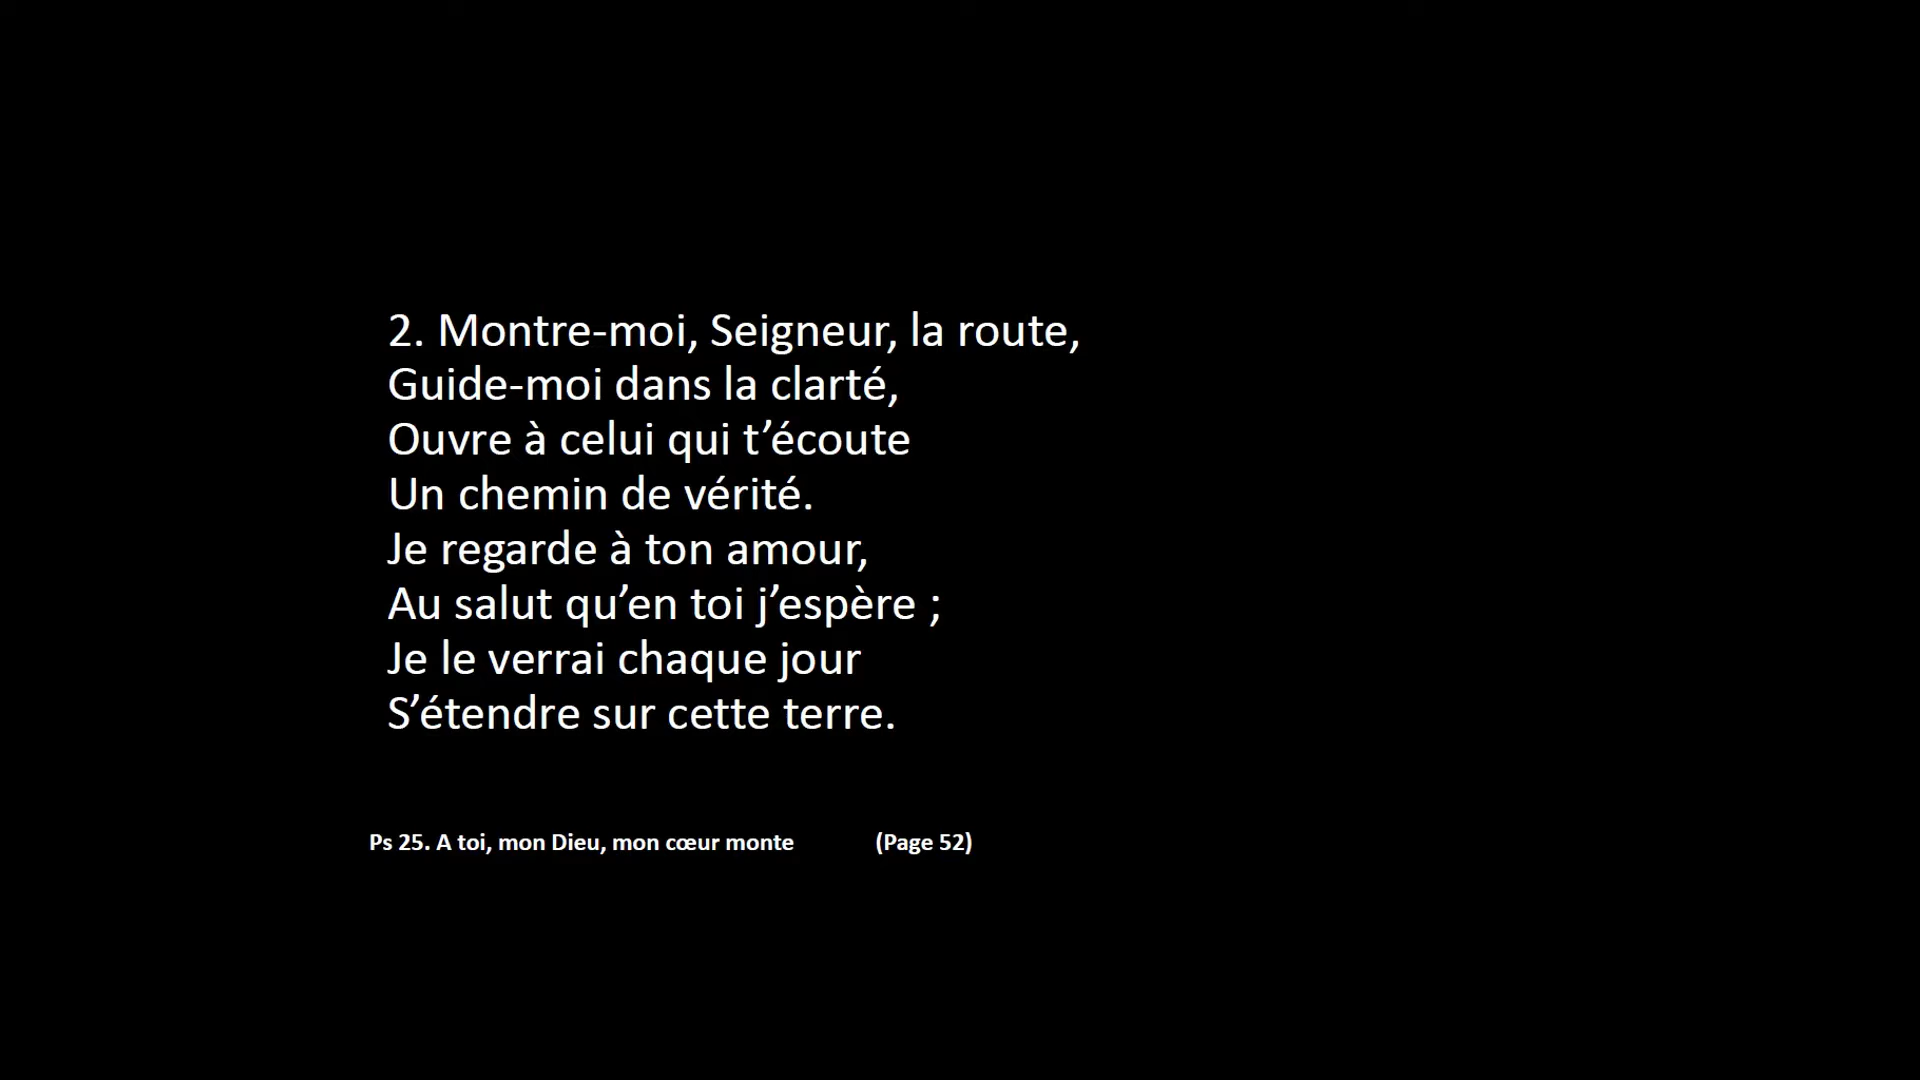 2. Montre-moi, Seigneur, la route,
Guide-moi dans la clarté,
Ouvre à celui qui t’écoute
Un chemin de vérité.
Je regarde à ton amour,
Au salut qu’en toi j’espère ;
Je le verrai chaque jour
S’étendre sur cette terre.
Ps 25. A toi, mon Dieu, mon cœur monte (Page 52)